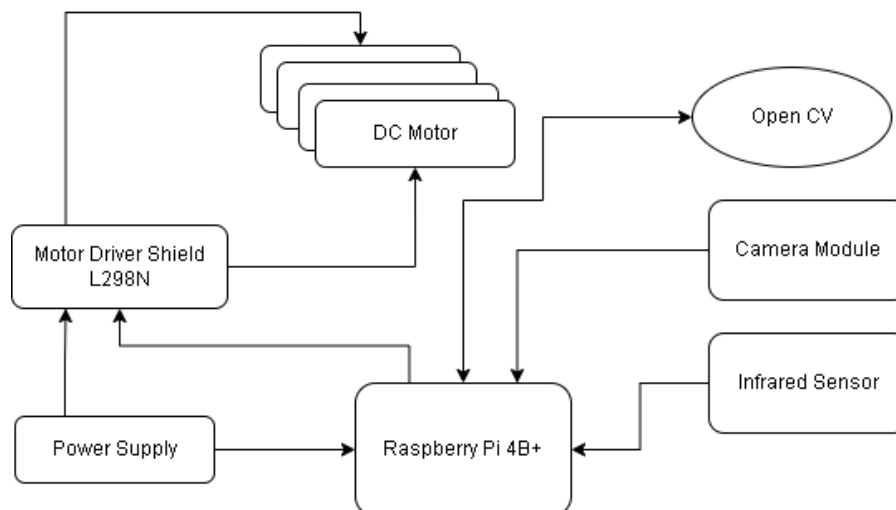 DC Motor
Open CV
Motor Driver Shield
L298N
Camera Module
Infrared Sensor
Power Supply
Raspberry Pi 4B+